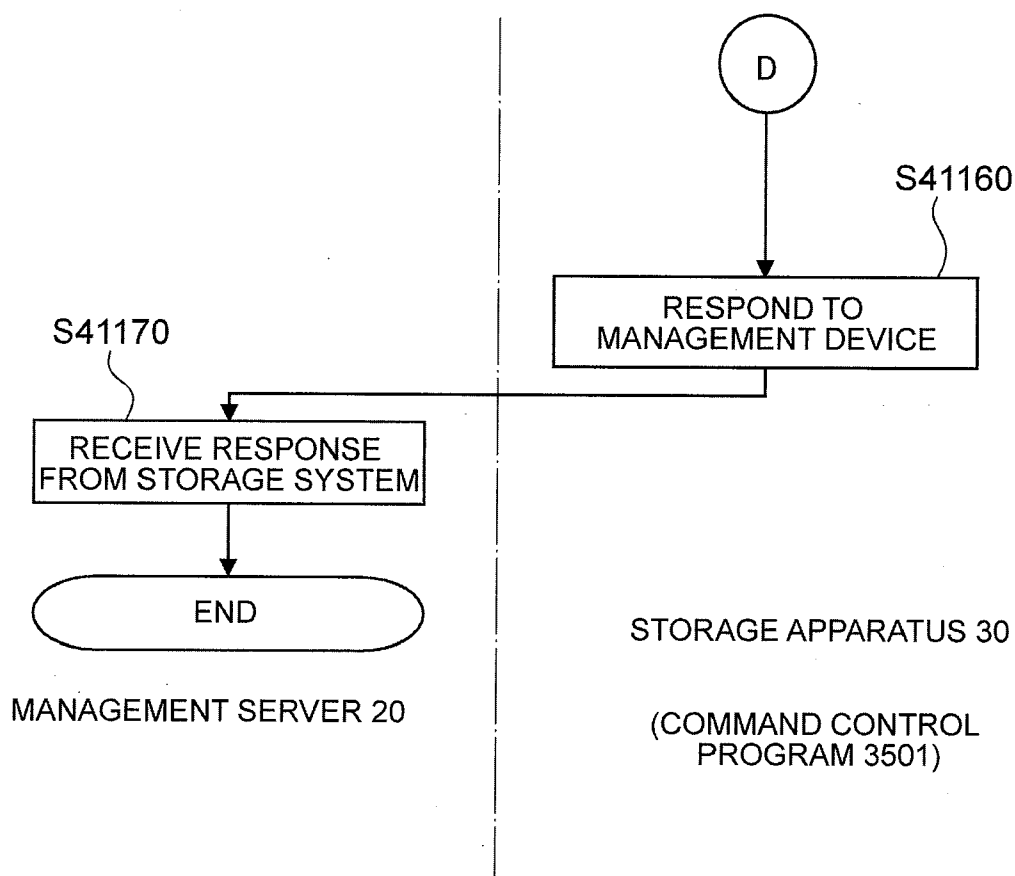 D
S41160
RESPOND TO
MANAGEMENT DEVICE
S41170
RECEIVE RESPONSE
FROM STORAGE SYSTEM
END
STORAGE APPARATUS 30
MANAGEMENT SERVER 20
(COMMAND CONTROL
PROGRAM 3501)